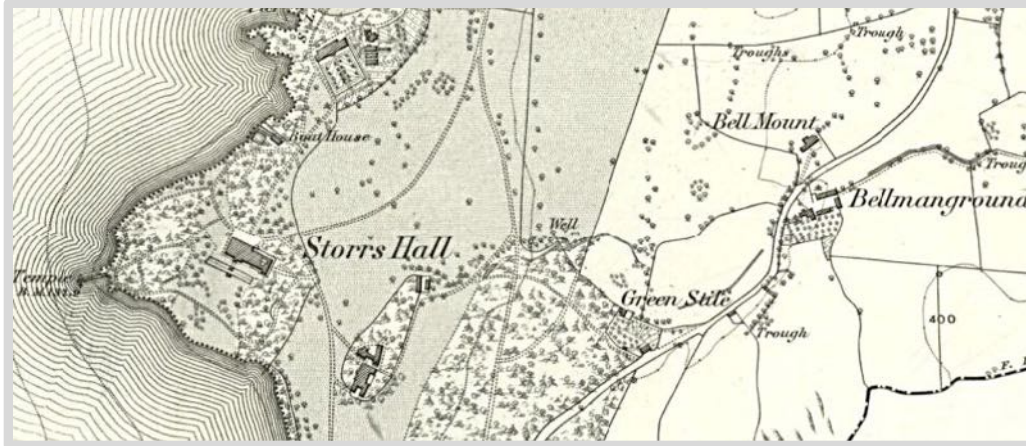 Trough
Troughs
Boat House
Bell Mount
Trough
Bellmanground
Well
Storrs Hall
Temple
Green Stile
400
Trough